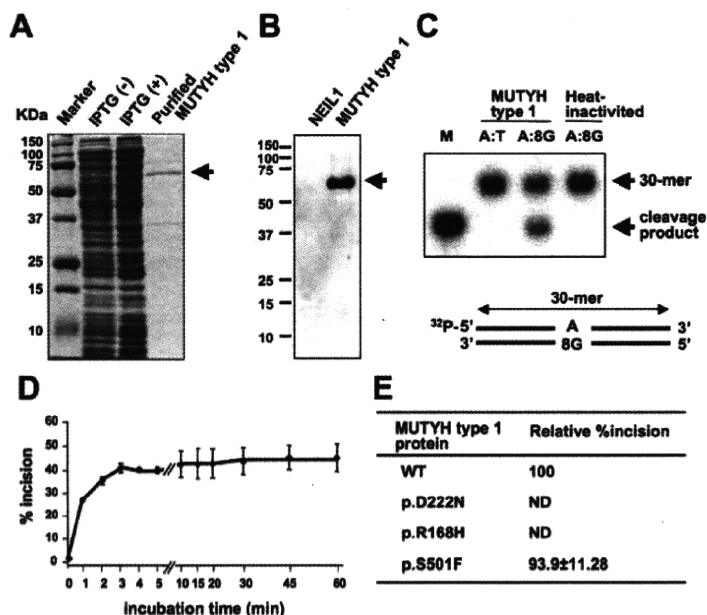 A
KDa
Marker
IPTG (-)
IPTG (+)
Purified
MUTYH type 1
150
100
75
50
37
25
15
10
B
NEIL1
MUTYH type 1
150
100
75
50
37
25
15
10
C
MUTYH
type 1
Heat-
inactivited
M A:T A:8G A:8G
30-mer
cleavage
product
30-mer
32P-5' A 3'
3' 8G 5'
D
% incision
60
50
40
30
20
10
0
0 1 2 3 4 5 10 15 20 30 45 60
incubation time (min)
E
MUTYH type 1
protein
Relative %incision
WT 100
p.D222N ND
p.R168H ND
p.S501F 93.9±11.28